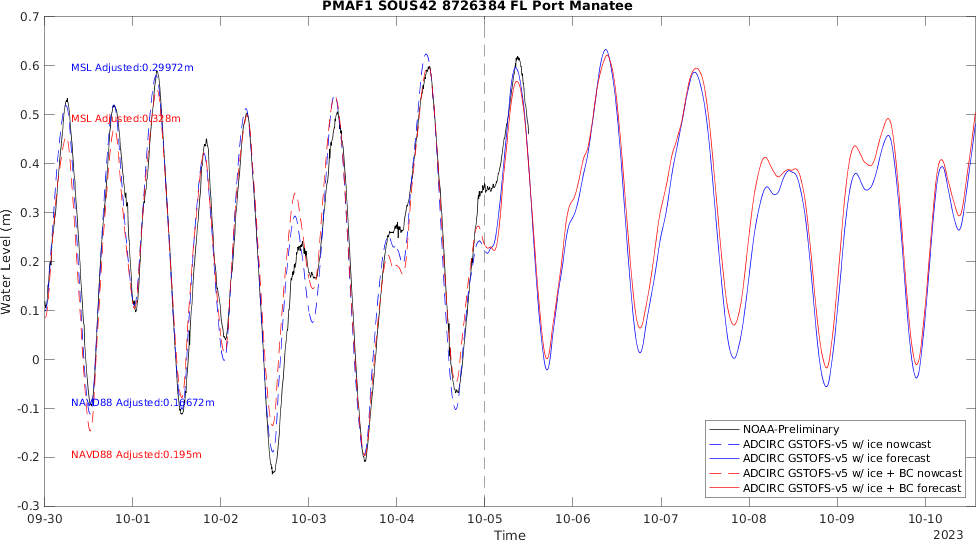 PMAF1 SOUS42 8726384 FL Port Manatee
0.7
0.6
0.5
0.4
0.3
0.2
0.1
0
-0.1
-0.2
-0.3
Water Level (m)
MSL Adjusted:0.29972m
MSL Adjusted:0.328m
NAVD88 Adjusted:0.16672m
NAVD88 Adjusted:0.195m
NOAA-Preliminary
ADCIRC GSTOFS-v5 w/ ice nowcast
ADCIRC GSTOFS-v5 w/ ice forecast
ADCIRC GSTOFS-v5 w/ ice + BC nowcast
ADCIRC GSTOFS-v5 w/ ice + BC forecast
09-30 10-01 10-02 10-03 10-04 10-05 10-06 10-07 10-08 10-09 10-10
Time
2023